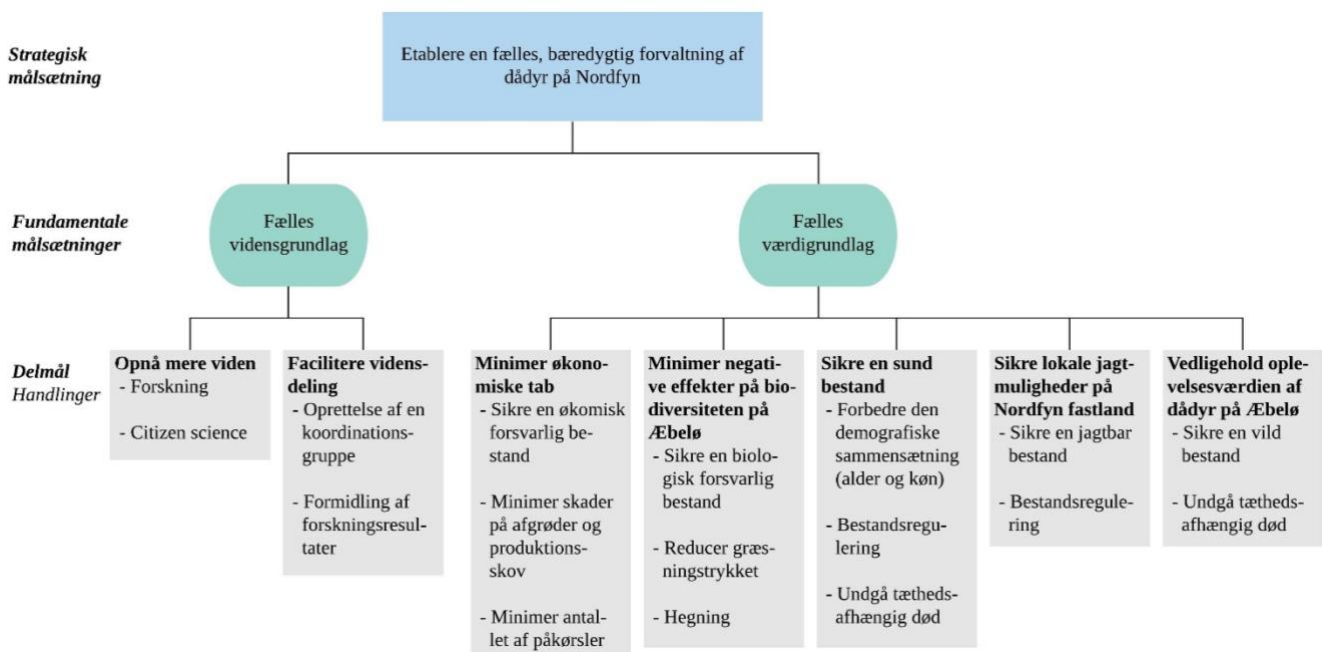 Strategisk
målsætning
Etablere en fælles, bæredygtig forvaltning af
dådyr på Nordfyn
Fundamentale
målsætninger
Fælles
vidensgrundlag
Fælles
værdigrundlag
Delmål
Handlinger
Opnå mere viden
- Forskning
- Citizen science
Facilitere videns-
deling
- Oprettelse af en
koordinations-
gruppe
- Formidling af
forskningsresul-
tater
Minimer økono-
miske tab
- Sikre en økomisk
forsvarlig be-
stand
- Minimer skader
på afgrøder og
produktions-
skov
- Minimer antal-
let af påkørsler
Minimer negati-
ve effekter på bio-
diversiteten på
Æbelø
- Sikre en biolo-
gisk forsvarlig
bestand
- Reducer græs-
ningstrykket
- Hegning
Sikre en sund
bestand
- Forbedre den
demografiske
sammensætning
(alder og køn)
- Bestandsregu-
lering
- Undgå tætheds-
afhængig død
Sikre lokale jagt-
muligheder på
Nordfyn fastland
- Sikre en jagtbar
bestand
- Bestandsregule-
ring
Vedligehold ople-
velsesværdien af
dådyr på Æbelø
- Sikre en vild
bestand
- Undgå tætheds-
afhængig død